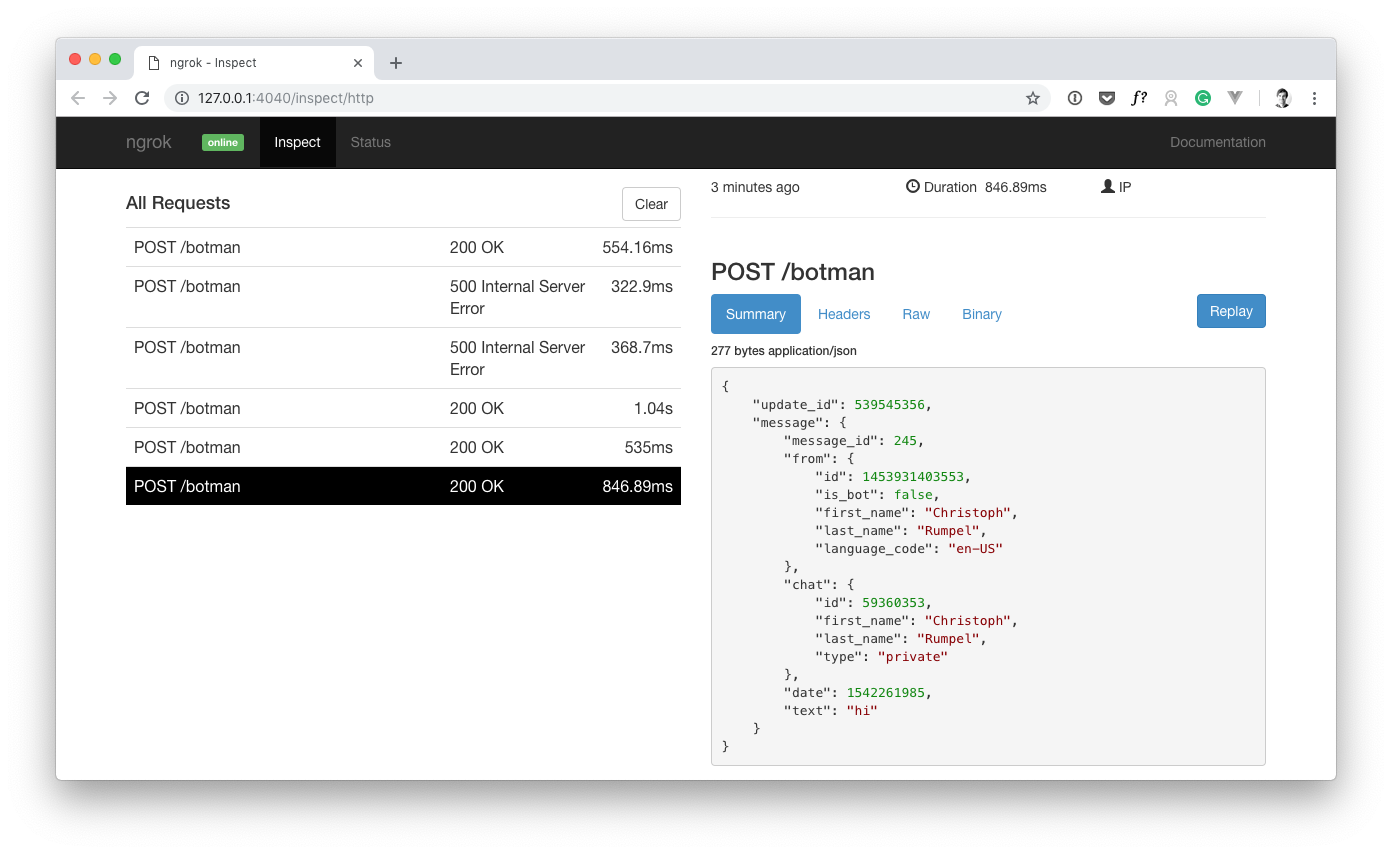 ngrok - Inspect
127.0.0.1:4040/inspect/http
f?
ngrok online Inspect Status Documentation
All Requests
Clear
POST /botman 200 OK 554.16ms
POST /botman 500 Internal Server Error 322.9ms
POST /botman 500 Internal Server Error 368.7ms
POST /botman 200 OK 1.04s
POST /botman 200 OK 535ms
POST /botman 200 OK 846.89ms
3 minutes ago Duration 846.89ms IP
POST /botman
Summary Headers Raw Binary Replay
277 bytes application/json
{
    "update_id": 539545356,
    "message": {
        "message_id": 245,
        "from": {
            "id": 1453931403553,
            "is_bot": false,
            "first_name": "Christoph",
            "last_name": "Rumpel",
            "language_code": "en-US"
        },
        "chat": {
            "id": 59360353,
            "first_name": "Christoph",
            "last_name": "Rumpel",
            "type": "private"
        },
        "date": 1542261985,
        "text": "hi"
    }
}